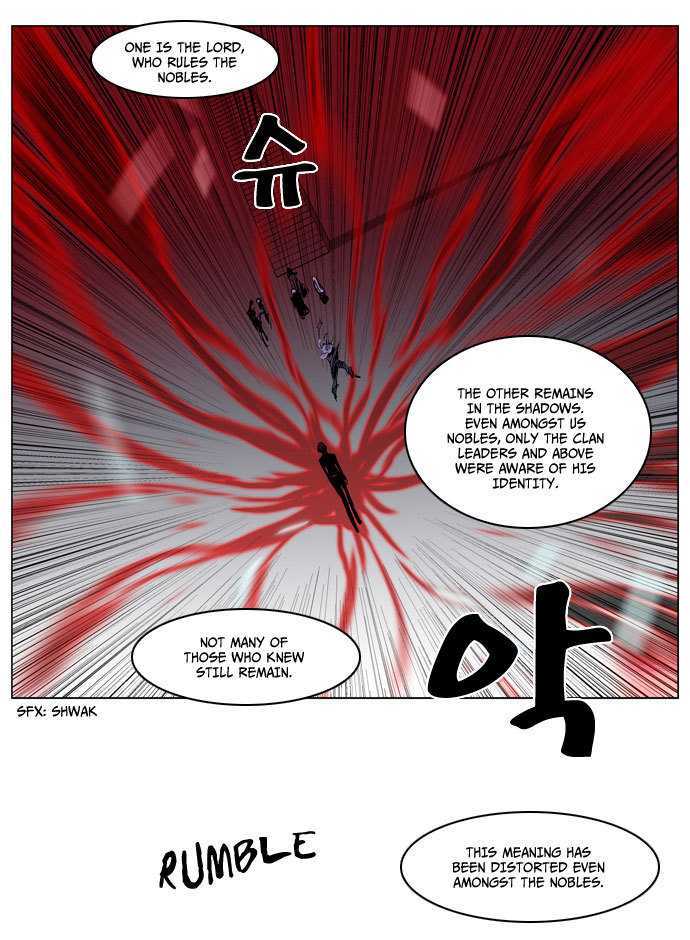 ONE IS THE LORD,
WHO RULES THE
NOBLES.
슈
THE OTHER REMAINS
IN THE SHADOWS.
EVEN AMONGST US
NOBLES, ONLY THE CLAN
LEADERS AND ABOVE
WERE AWARE OF HIS
IDENTITY.
악
NOT MANY OF
THOSE WHO KNEW
STILL REMAIN.
SFX: SHWAK
RUMBLE
THIS MEANING HAS
BEEN DISTORTED EVEN
AMONGST THE NOBLES.